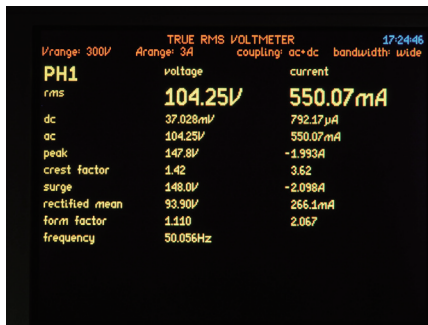 TRUE RMS VOLTMETER 17:24:46
Vrange: 300V Arange: 3A coupling: ac+dc bandwidth: wide
PH1 voltage current
rms 104.25V 550.07mA
dc 37.028mV 792.17µA
ac 104.25V 550.07mA
peak 147.8V -1.993A
crest factor 1.42 3.62
surge 148.0V -2.098A
rectified mean 93.90V 266.1mA
form factor 1.110 2.067
frequency 50.056Hz